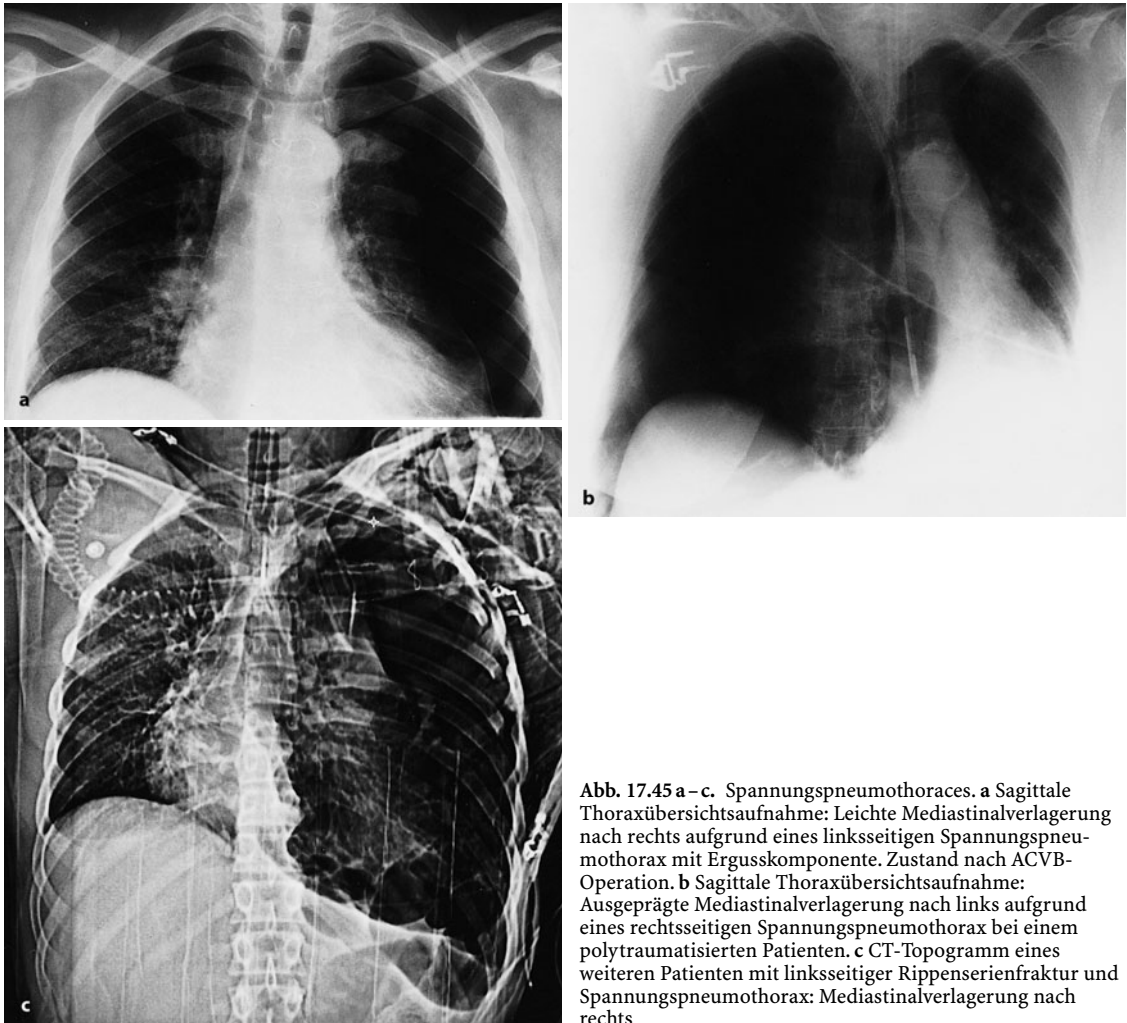 a
b
c
Abb. 17.45 a – c. Spannungspneumothoraces. a Sagittale
Thoraxübersichtsaufnahme: Leichte Mediastinalverlagerung
nach rechts aufgrund eines linksseitigen Spannungspneu-
mothorax mit Ergusskomponente. Zustand nach ACVB-
Operation. b Sagittale Thoraxübersichtsaufnahme:
Ausgeprägte Mediastinalverlagerung nach links aufgrund
eines rechtsseitigen Spannungspneumothorax bei einem
polytraumatisierten Patienten. c CT-Topogramm eines
weiteren Patienten mit linksseitiger Rippenserienfraktur und
Spannungspneumothorax: Mediastinalverlagerung nach
rechts